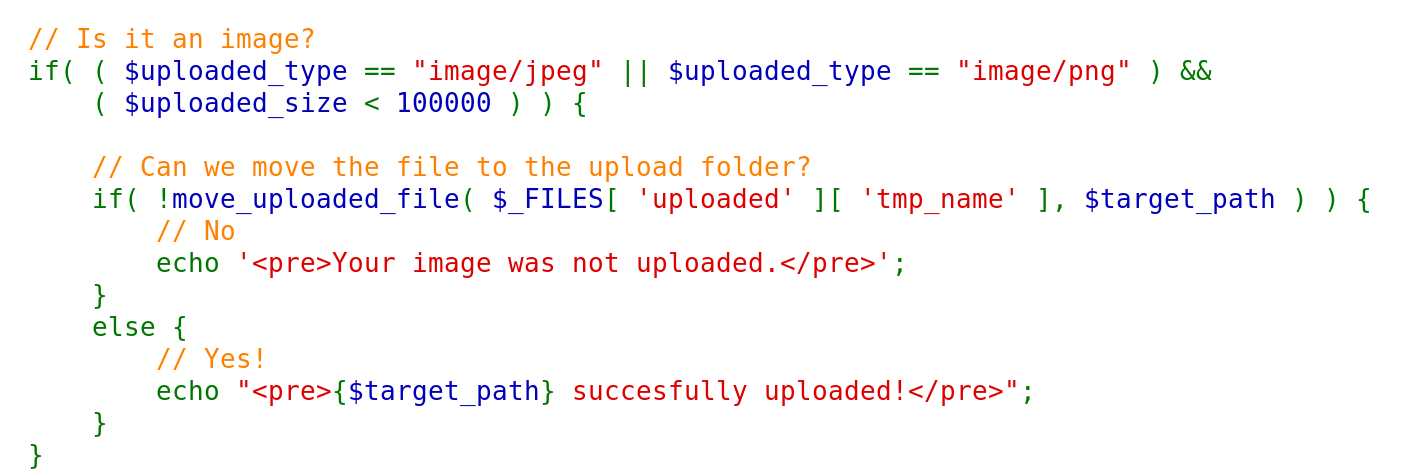 // Is it an image?
if( ( $uploaded_type == "image/jpeg" || $uploaded_type == "image/png" ) &&
    ( $uploaded_size < 100000 ) ) {

    // Can we move the file to the upload folder?
    if( !move_uploaded_file( $_FILES[ 'uploaded' ][ 'tmp_name' ], $target_path ) ) {
        // No
        echo '<pre>Your image was not uploaded.</pre>';
    }
    else {
        // Yes!
        echo "<pre>{$target_path} succesfully uploaded!</pre>";
    }
}